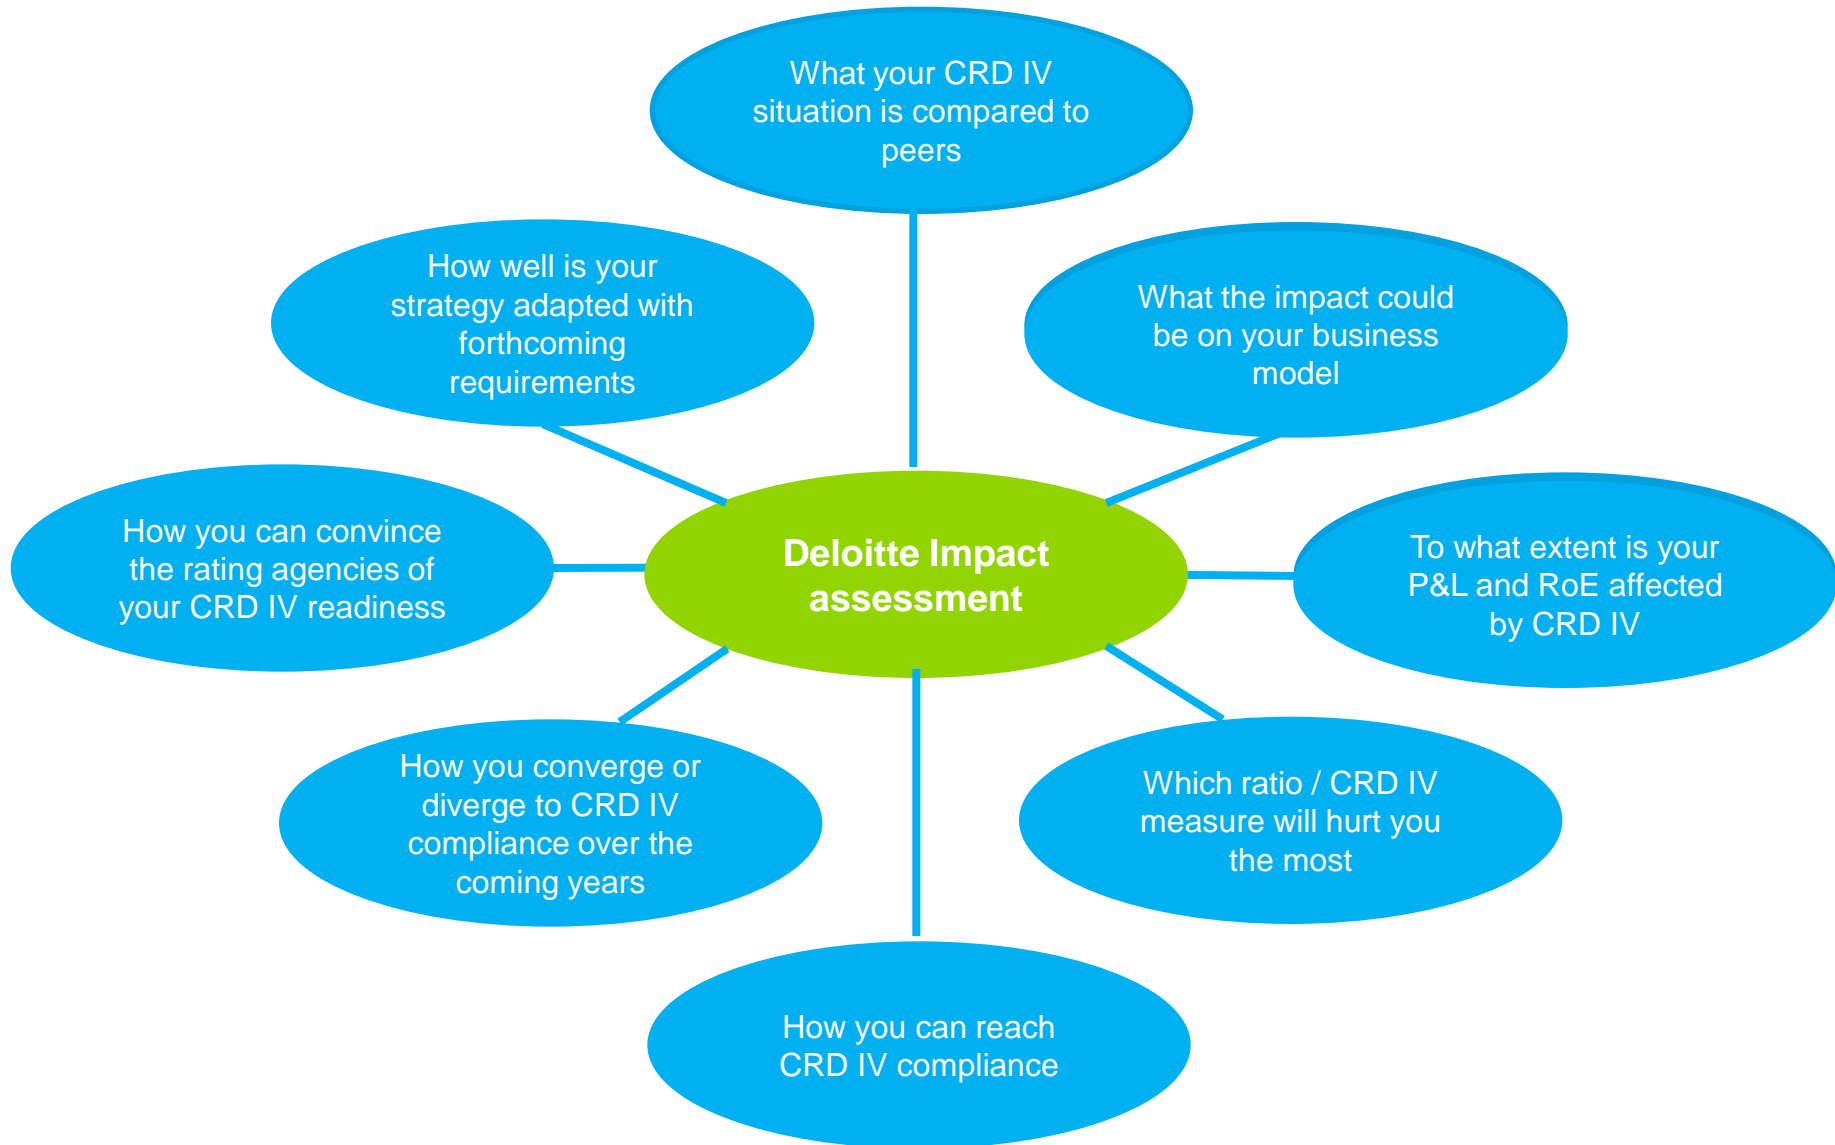 What your CRD IV
situation is compared to
peers
How well is your
strategy adapted with
forthcoming
requirements
What the impact could
be on your business
model
How you can convince
the rating agencies of
your CRD IV readiness
Deloitte Impact
assessment
To what extent is your
P&L and RoE affected
by CRD IV
How you converge or
diverge to CRD IV
compliance over the
coming years
Which ratio / CRD IV
measure will hurt you
the most
How you can reach
CRD IV compliance